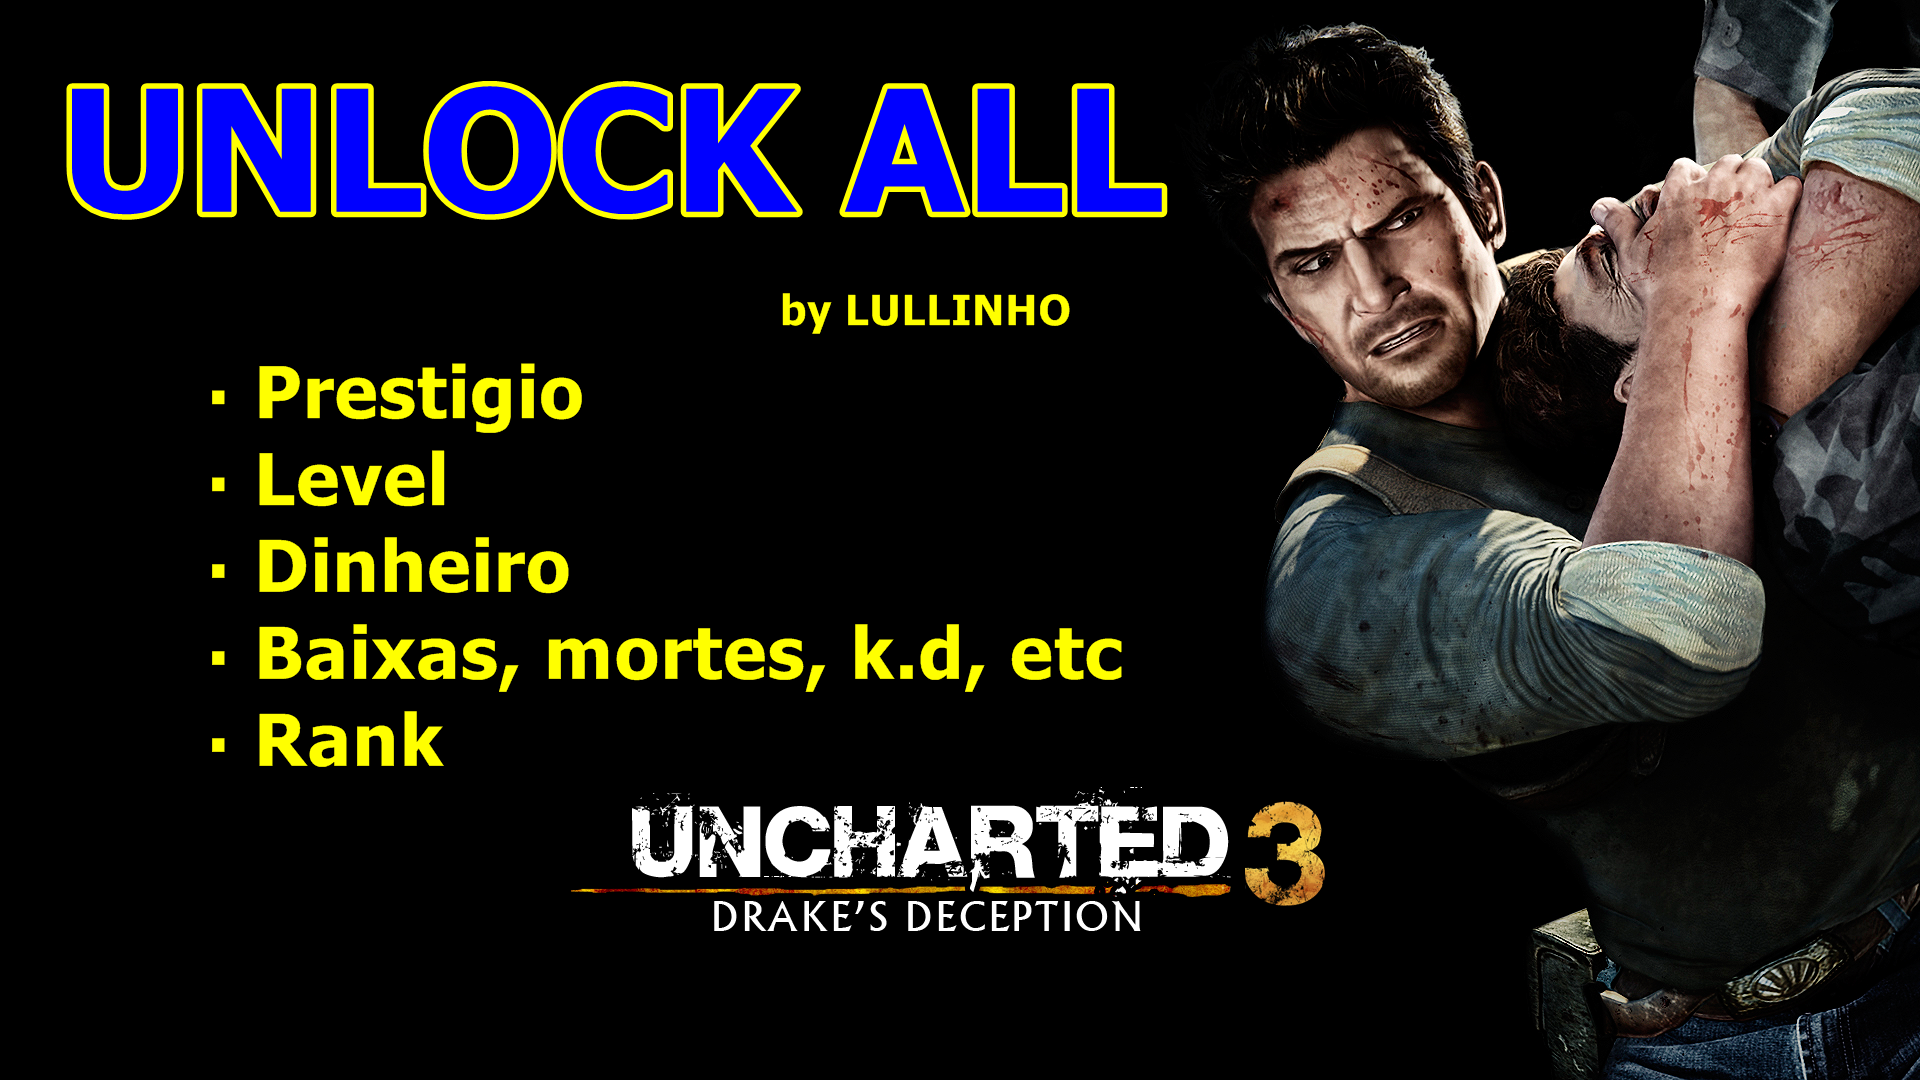 UNLOCK ALL
by LULLINHO
▪ Prestigio
▪ Level
▪ Dinheiro
▪ Baixas, mortes, k.d, etc
▪ Rank
UNCHARTED 3
DRAKE'S DECEPTION